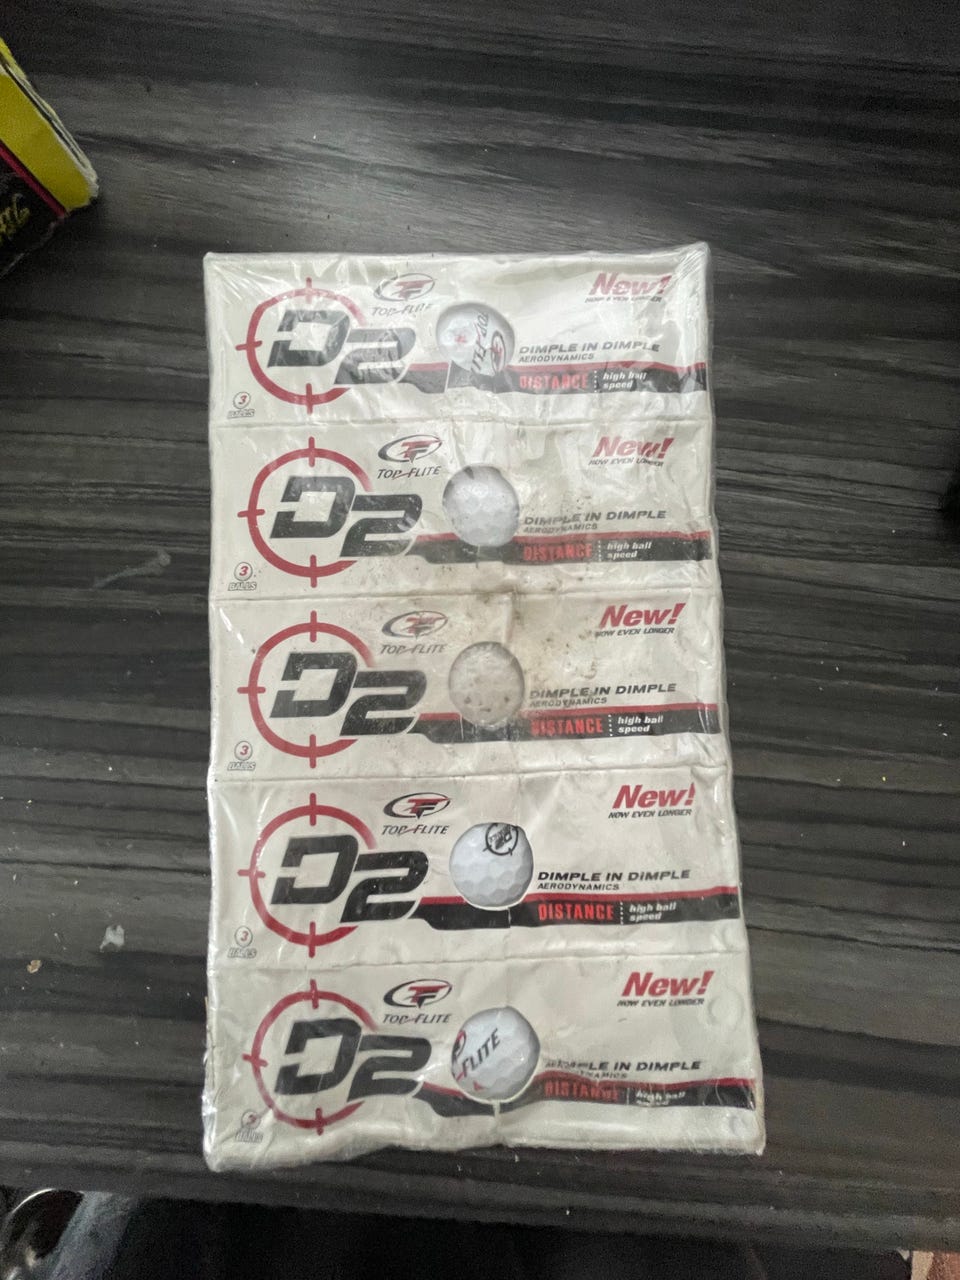 D2
TOP FLITE
TOP FLITE
New!
NOW EVEN LONGER
DIMPLE IN DIMPLE
AERODYNAMICS
DISTANCE
high ball
speed
3
BALLS
D2
TOP FLITE
New!
NOW EVEN LONGER
DIMPLE IN DIMPLE
AERODYNAMICS
DISTANCE
high ball
speed
3
BALLS
D2
TOP FLITE
New!
NOW EVEN LONGER
DIMPLE IN DIMPLE
AERODYNAMICS
DISTANCE
high ball
speed
3
BALLS
D2
TOP FLITE
New!
NOW EVEN LONGER
DIMPLE IN DIMPLE
AERODYNAMICS
DISTANCE
high ball
speed
3
BALLS
D2
TOP FLITE
FLITE
New!
NOW EVEN LONGER
IN DIMPLE
DISTANCE
high ball